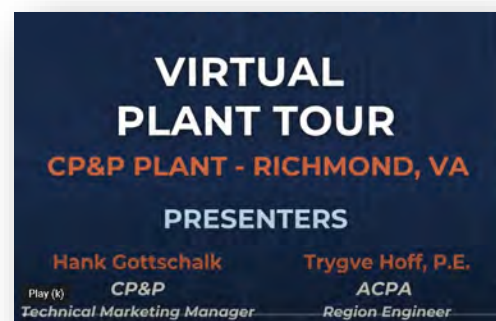 VIRTUAL
PLANT TOUR
CP&P PLANT - RICHMOND, VA
PRESENTERS
Hank Gottschalk Trygve Hoff, P.E.
CP&P ACPA
Technical Marketing Manager Region Engineer
Play (k)